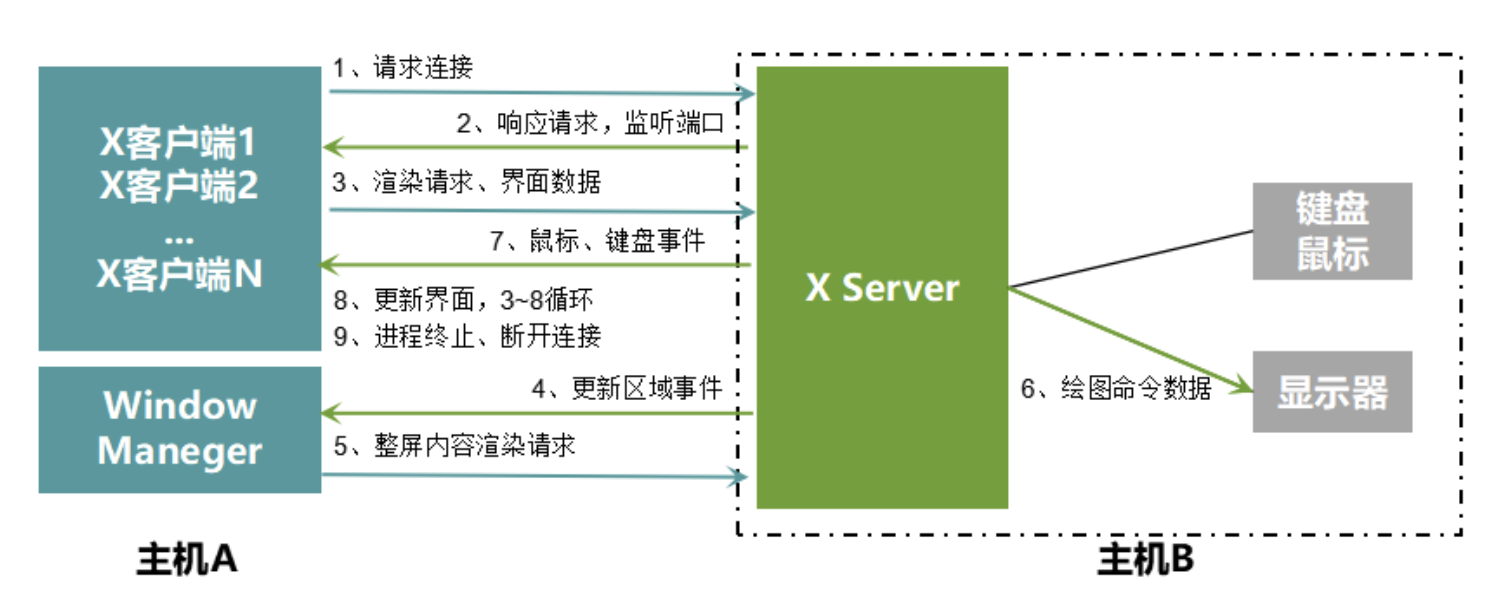 1、请求连接
X客户端1
X客户端2
...
X客户端N
2、响应请求，监听端口
3、渲染请求、界面数据
7、鼠标、键盘事件
8、更新界面，3~8循环
9、进程终止、断开连接
Window
Maneger
4、更新区域事件
5、整屏内容渲染请求
X Server
键盘
鼠标
6、绘图命令数据
显示器
主机A
主机B